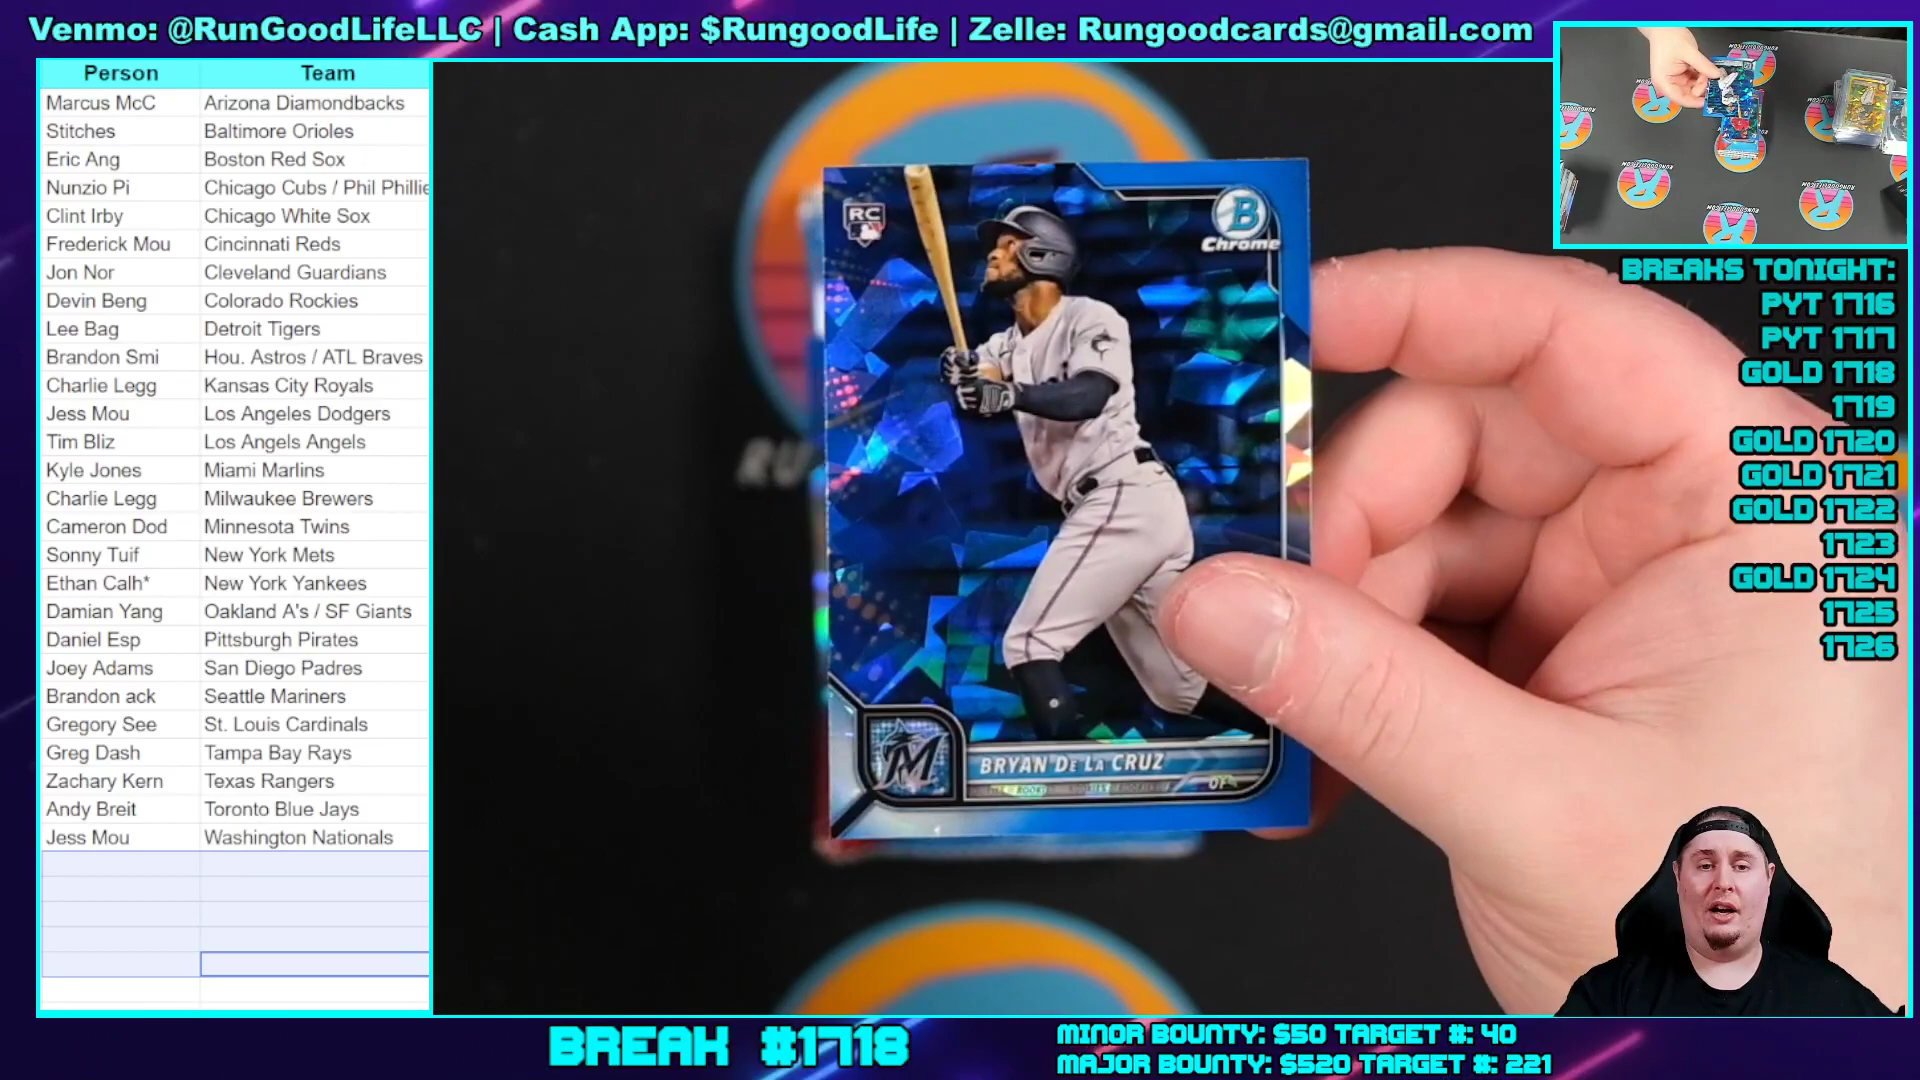 Venmo: @RunGoodLifeLLC | Cash App: $RungoodLife | Zelle: Rungoodcards@gmail.com
Person Team
Marcus McC Arizona Diamondbacks
Stitches Baltimore Orioles
Eric Ang Boston Red Sox
Nunzio Pi Chicago Cubs / Phil Phillie
Clint Irby Chicago White Sox
Frederick Mou Cincinnati Reds
Jon Nor Cleveland Guardians
Devin Beng Colorado Rockies
Lee Bag Detroit Tigers
Brandon Smi Hou. Astros / ATL Braves
Charlie Legg Kansas City Royals
Jess Mou Los Angeles Dodgers
Tim Bliz Los Angels Angels
Kyle Jones Miami Marlins
Charlie Legg Milwaukee Brewers
Cameron Dod Minnesota Twins
Sonny Tuif New York Mets
Ethan Calh* New York Yankees
Damian Yang Oakland A's / SF Giants
Daniel Esp Pittsburgh Pirates
Joey Adams San Diego Padres
Brandon ack Seattle Mariners
Gregory See St. Louis Cardinals
Greg Dash Tampa Bay Rays
Zachary Kern Texas Rangers
Andy Breit Toronto Blue Jays
Jess Mou Washington Nationals
RC
B
Chrome
RU
M
BRYAN DE LA CRUZ
OF
BREAKS TONIGHT:
PYT 1716
PYT 1717
GOLD 1718
1719
GOLD 1720
GOLD 1721
GOLD 1722
1723
GOLD 1724
1725
1726
BREAK #1718
MINOR BOUNTY: $50 TARGET #: 40
MAJOR BOUNTY: $520 TARGET #: 221